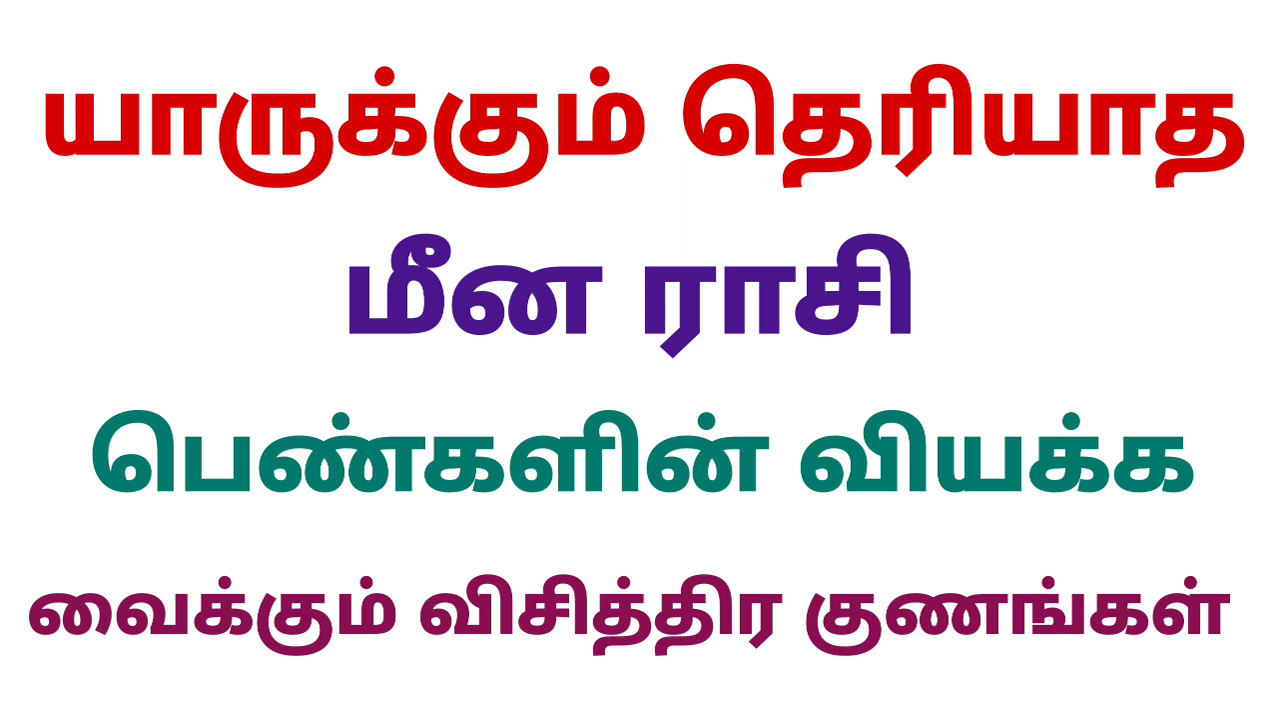 யாருக்கும் தெரியாத
மீன ராசி
பெண்களின் வியக்க
வைக்கும் விசித்திர குணங்கள்